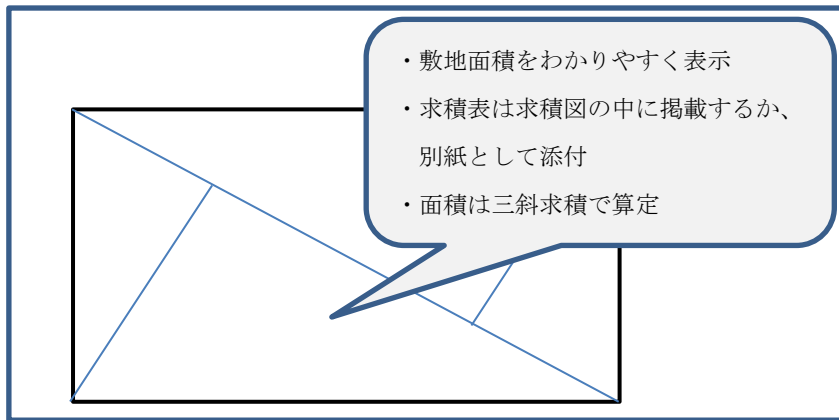 ・敷地面積をわかりやすく表示
・求積表は求積図の中に掲載するか、
別紙として添付
・面積は三斜求積で算定